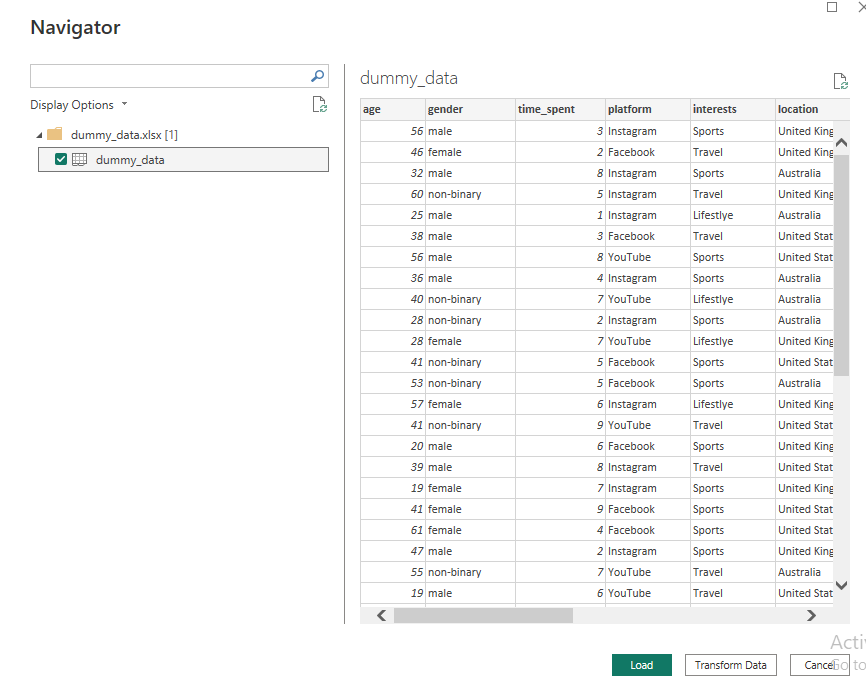 Navigator
Display Options
dummy_data.xlsx [1]
dummy_data
dummy_data
age gender time_spent platform interests location
56 male 3 Instagram Sports United King
46 female 2 Facebook Travel United King
32 male 8 Instagram Sports Australia
60 non-binary 5 Instagram Travel United King
25 male 1 Instagram Lifestlye Australia
38 male 3 Facebook Travel United Stat
56 male 8 YouTube Sports United Stat
36 male 4 Instagram Sports Australia
40 non-binary 7 YouTube Lifestlye Australia
28 non-binary 2 Instagram Sports Australia
28 female 7 YouTube Lifestlye United King
41 non-binary 5 Facebook Sports United Stat
53 non-binary 5 Facebook Sports Australia
57 female 6 Instagram Lifestlye United King
41 non-binary 9 YouTube Travel United Stat
20 male 6 Facebook Sports United King
39 male 8 Instagram Travel United Stat
19 female 7 Instagram Sports United King
41 female 9 Facebook Sports United Stat
61 female 4 Facebook Sports United Stat
47 male 2 Instagram Sports United King
55 non-binary 7 YouTube Travel Australia
19 male 6 YouTube Travel United Stat
Activ
Load Transform Data Cancel
Go to